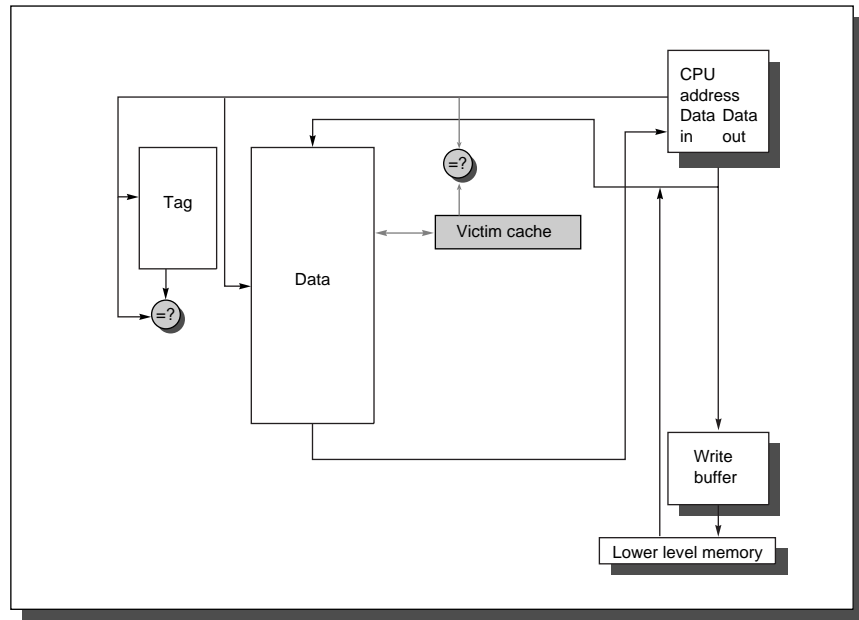 CPU
address
Data Data
in out
=?
Tag
Victim cache
Data
=?
Write
buffer
Lower level memory